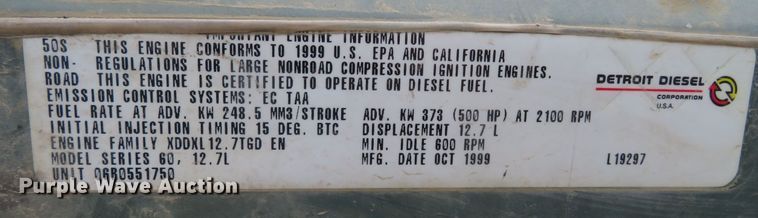 IMPORTANT ENGINE INFORMATION
50S THIS ENGINE CONFORMS TO 1999 U.S. EPA AND CALIFORNIA
NON- REGULATIONS FOR LARGE NONROAD COMPRESSION IGNITION ENGINES.
ROAD THIS ENGINE IS CERTIFIED TO OPERATE ON DIESEL FUEL.
EMISSION CONTROL SYSTEMS: EC TAA
FUEL RATE AT ADV. KW 248.5 MM3/STROKE ADV. KW 373 (500 HP) AT 2100 RPM
INITIAL INJECTION TIMING 15 DEG. BTC DISPLACEMENT 12.7 L
ENGINE FAMILY XDDXL12.7TGD EN MIN. IDLE 600 RPM
MODEL SERIES 60, 12.7L MFG. DATE OCT 1999 L19297
UNIT 06R0551750
DETROIT DIESEL
CORPORATION
U.S.A.
Purple Wave Auction